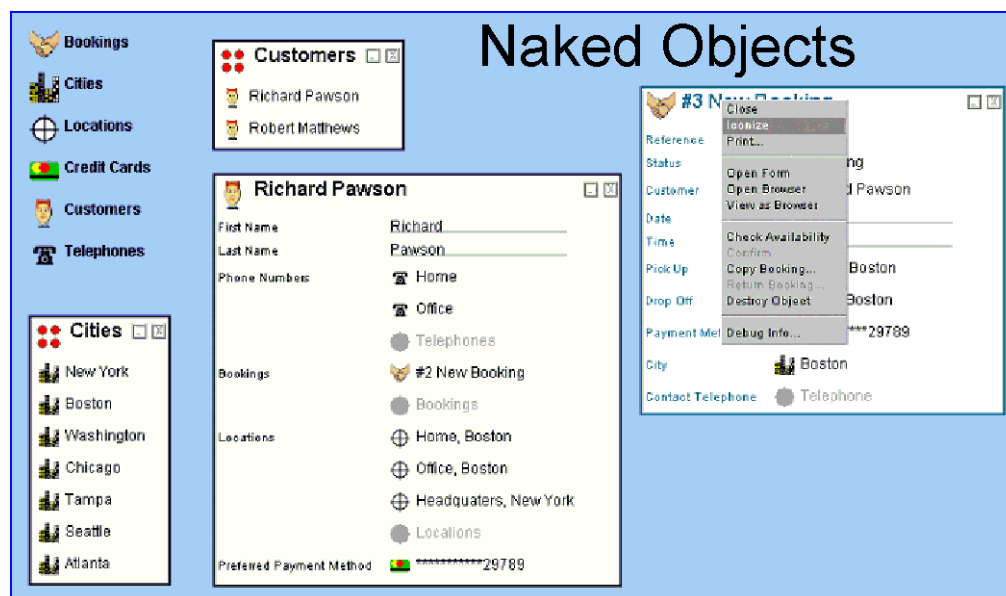 Naked Objects
Bookings
Cities
Locations
Credit Cards
Customers
Telephones
Customers
Richard Pawson
Robert Matthews
Cities
New York
Boston
Washington
Chicago
Tampa
Seattle
Atlanta
Richard Pawson
First Name Richard
Last Name Pawson
Phone Numbers Home
Office
Telephones
Bookings #2 New Booking
Bookings
Locations Home, Boston
Office, Boston
Headquaters, New York
Locations
Preferred Payment Method ***********29789
#3 New Booking
Reference
Status ng
Customer d Pawson
Date
Time
Pick Up Boston
Drop Off Boston
Payment Met ***29789
City Boston
Contact Telephone Telephone
Close
Iconize
Print...
Open Form
Open Browser
View as Browser
Check Availability
Confirm
Copy Booking...
Return Booking...
Destroy Object
Debug Info...